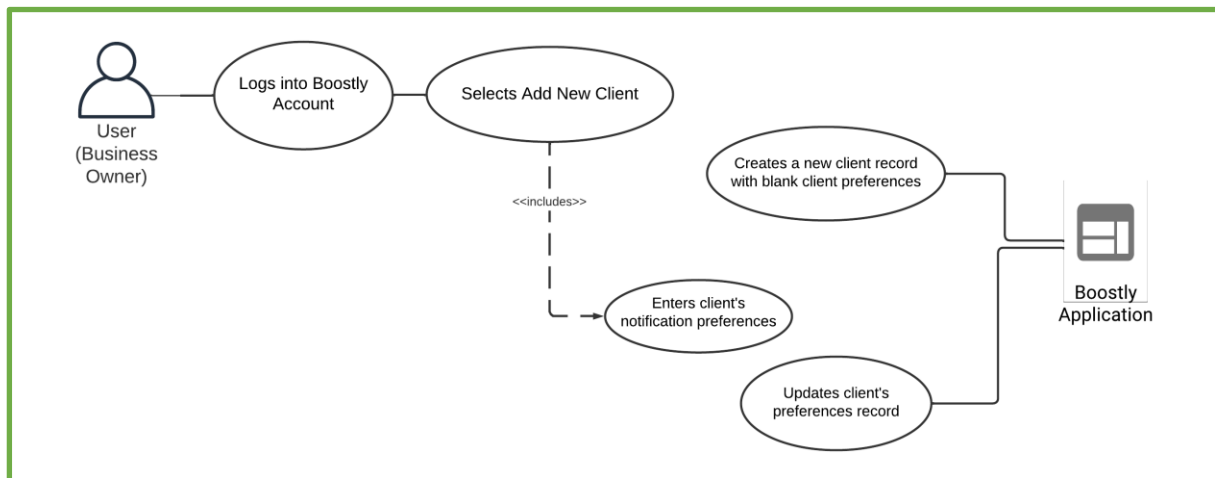 User
(Business
Owner)
Logs into Boostly
Account
Selects Add New Client
<<includes>>
Creates a new client record
with blank client preferences
Enters client's
notification preferences
Updates client's
preferences record
Boostly
Application